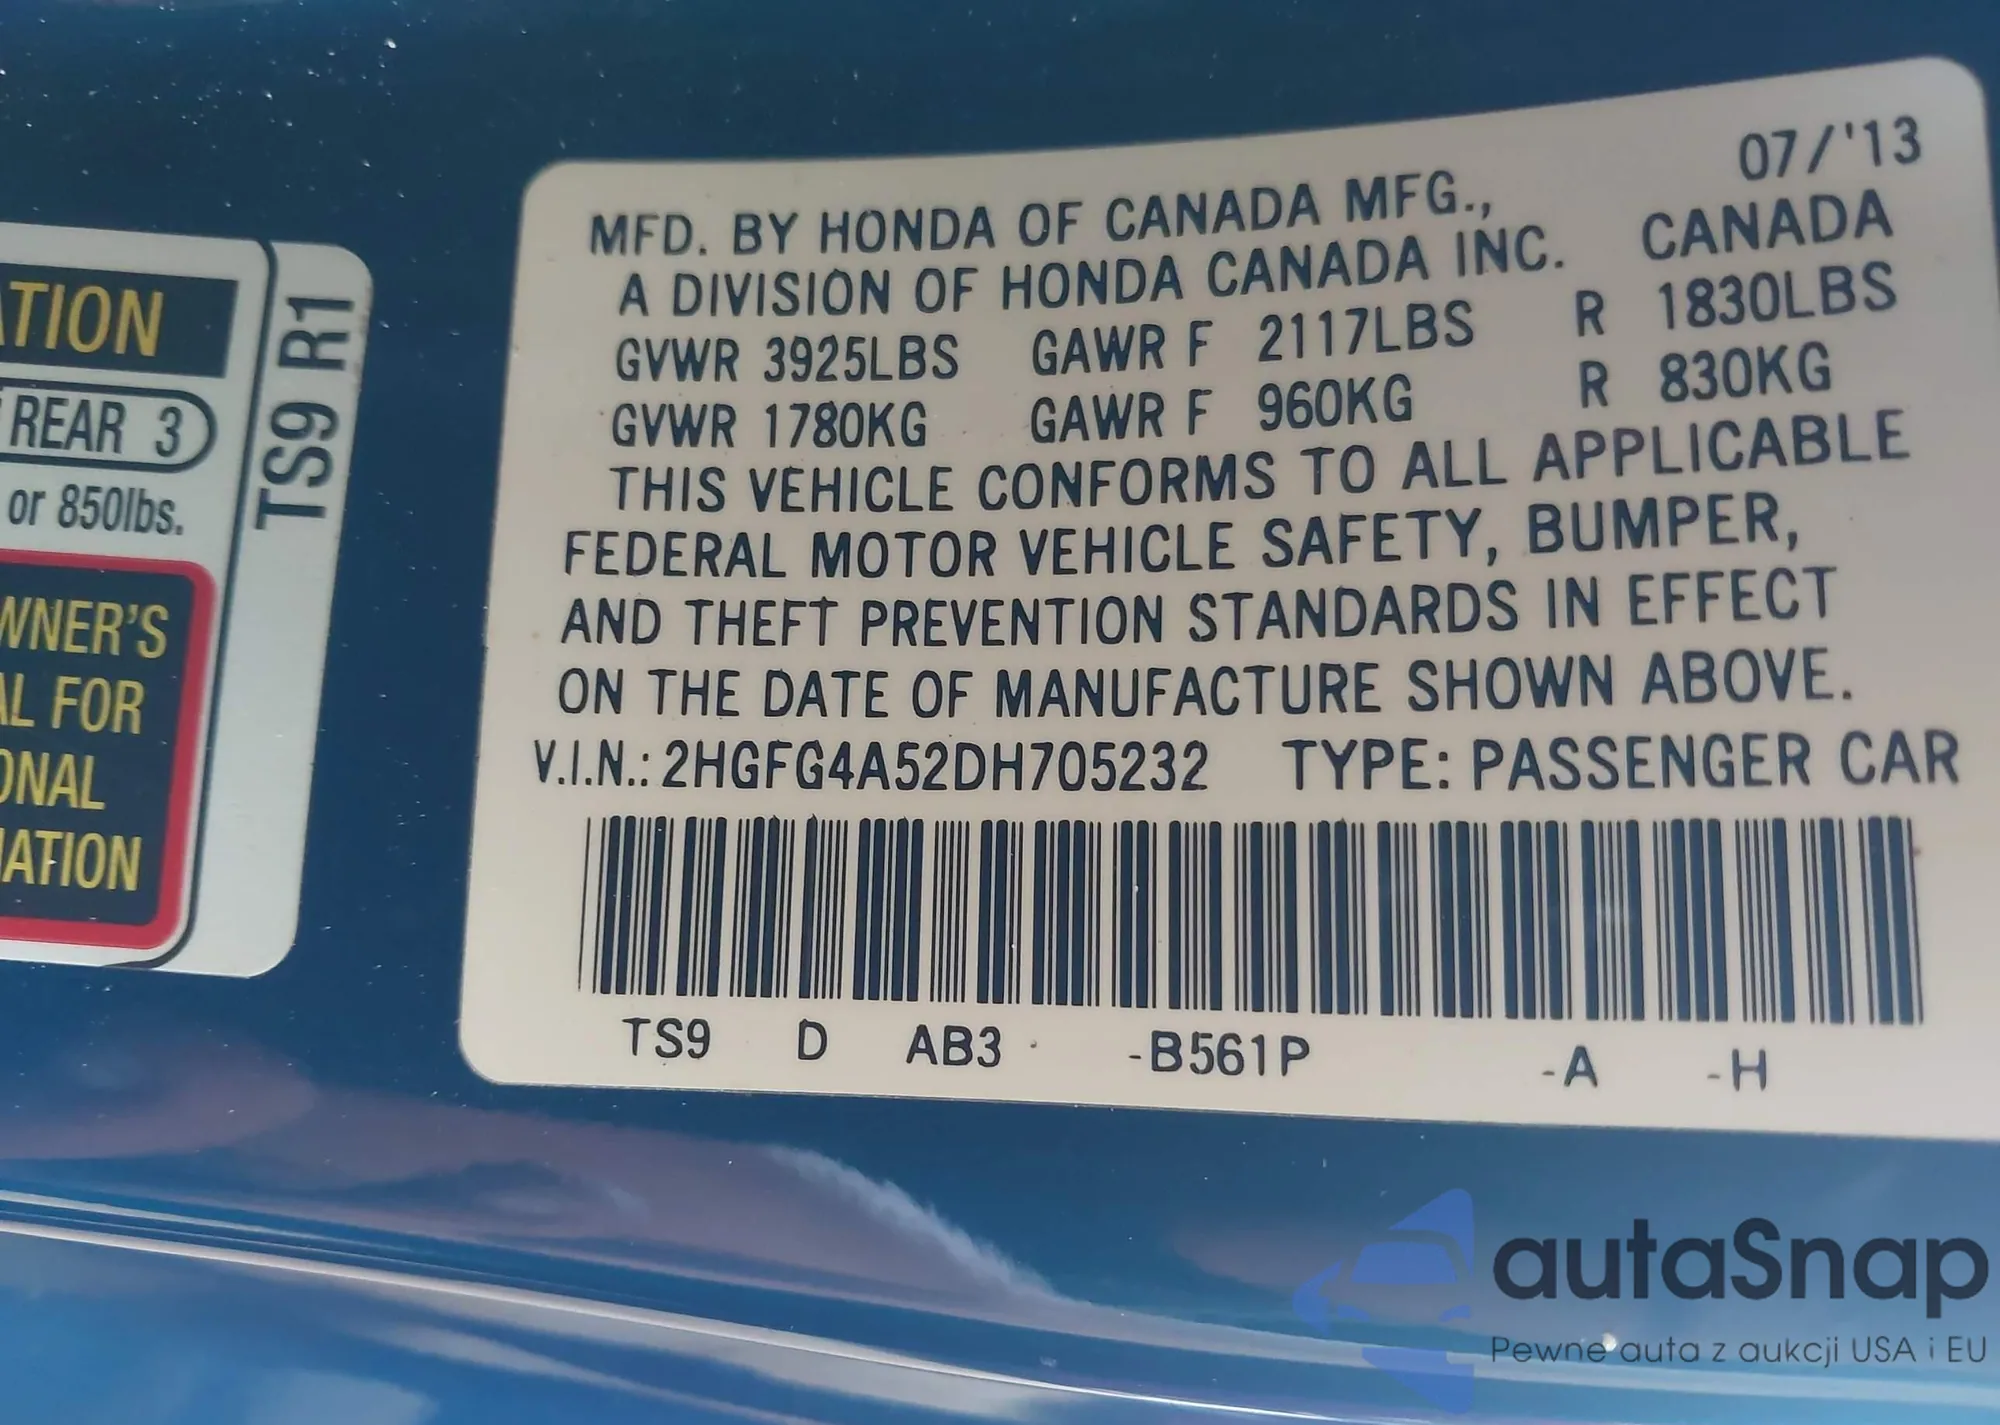 ATION
REAR 3
or 850lbs.
WNER'S
AL FOR
ONAL
ATION
TS9 R1
07/'13
MFD. BY HONDA OF CANADA MFG.,
A DIVISION OF HONDA CANADA INC. CANADA
GVWR 3925LBS GAWR F 2117LBS R 1830LBS
GVWR 1780KG GAWR F 960KG R 830KG
THIS VEHICLE CONFORMS TO ALL APPLICABLE
FEDERAL MOTOR VEHICLE SAFETY, BUMPER,
AND THEFT PREVENTION STANDARDS IN EFFECT
ON THE DATE OF MANUFACTURE SHOWN ABOVE.
V.I.N.: 2HGFG4A52DH705232 TYPE: PASSENGER CAR
TS9 D AB3 -B561P -A -H
autaSnap
Pewne auta z aukcji USA i EU